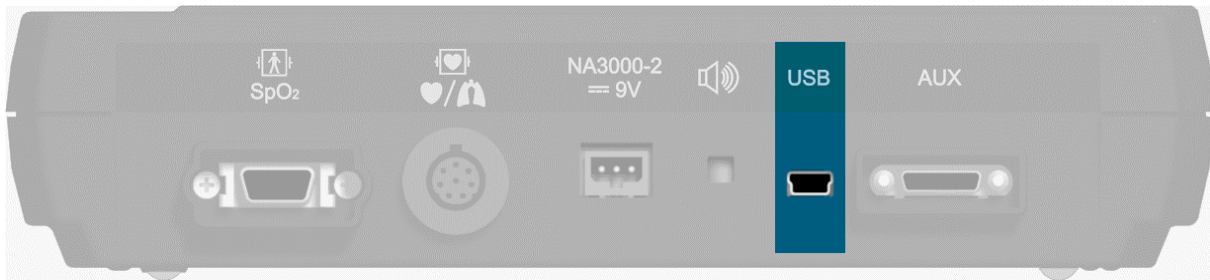 SpO₂
NA3000-2
⎓ 9V
USB
AUX